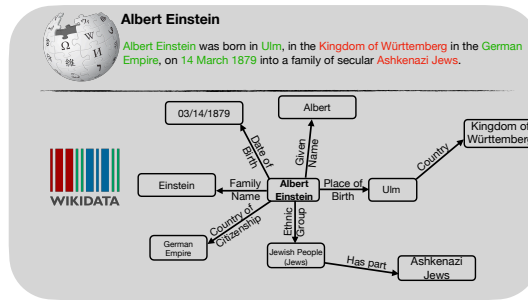 Albert Einstein
Albert Einstein was born in Ulm, in the Kingdom of Württemberg in the German
Empire, on 14 March 1879 into a family of secular Ashkenazi Jews.
03/14/1879
Albert
Kingdom of
Württemberg
Date of
Birth
Given
Name
Country
WIKIDATA
Einstein
Family
Name
Albert
Einstein
Place of
Birth
Ulm
Country of
Citizenship
Ethnic
Group
German
Empire
Jewish People
(Jews)
Has part
Ashkenazi
Jews